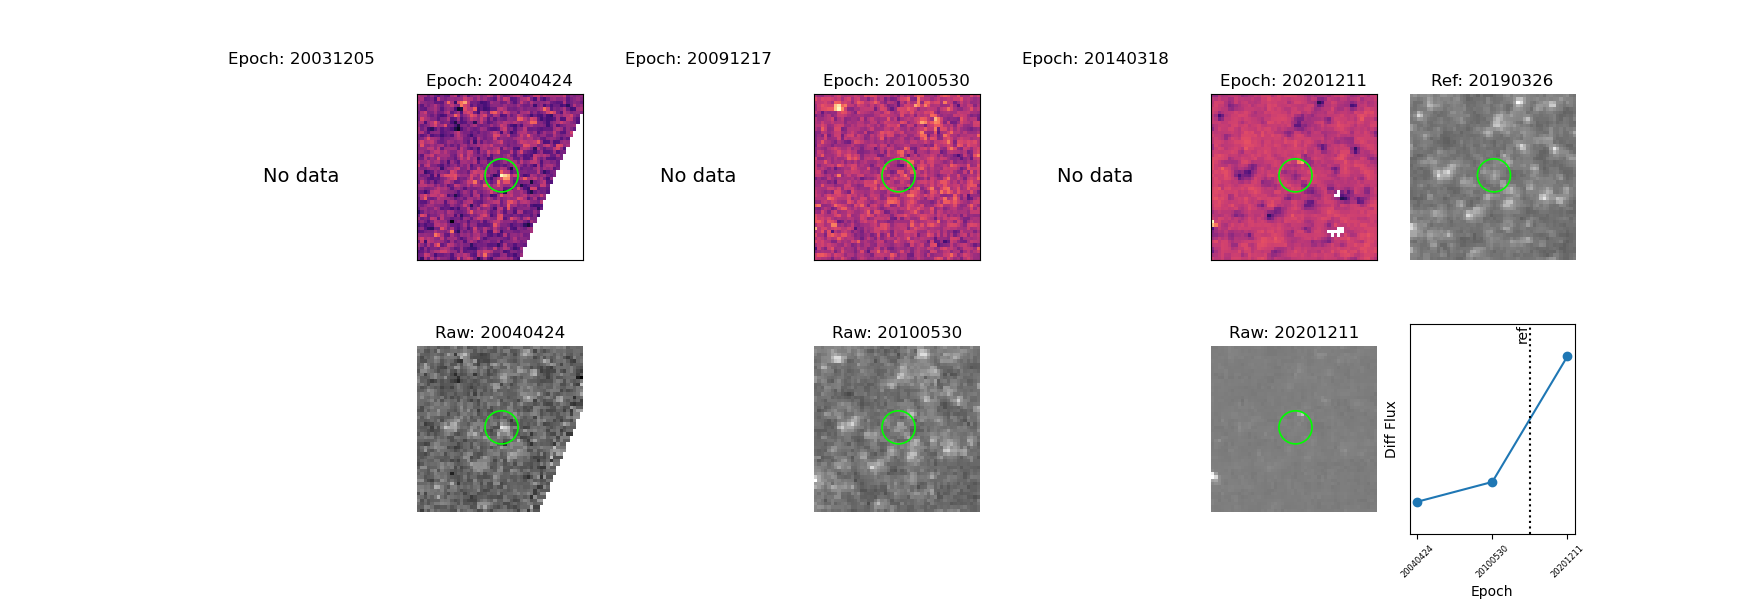 Epoch: 20031205
Epoch: 20040424
Epoch: 20091217
Epoch: 20100530
Epoch: 20140318
Epoch: 20201211
Ref: 20190326
No data
No data
No data
Raw: 20040424
Raw: 20100530
Raw: 20201211
ref
Diff Flux
20040424
20100530
20201211
Epoch